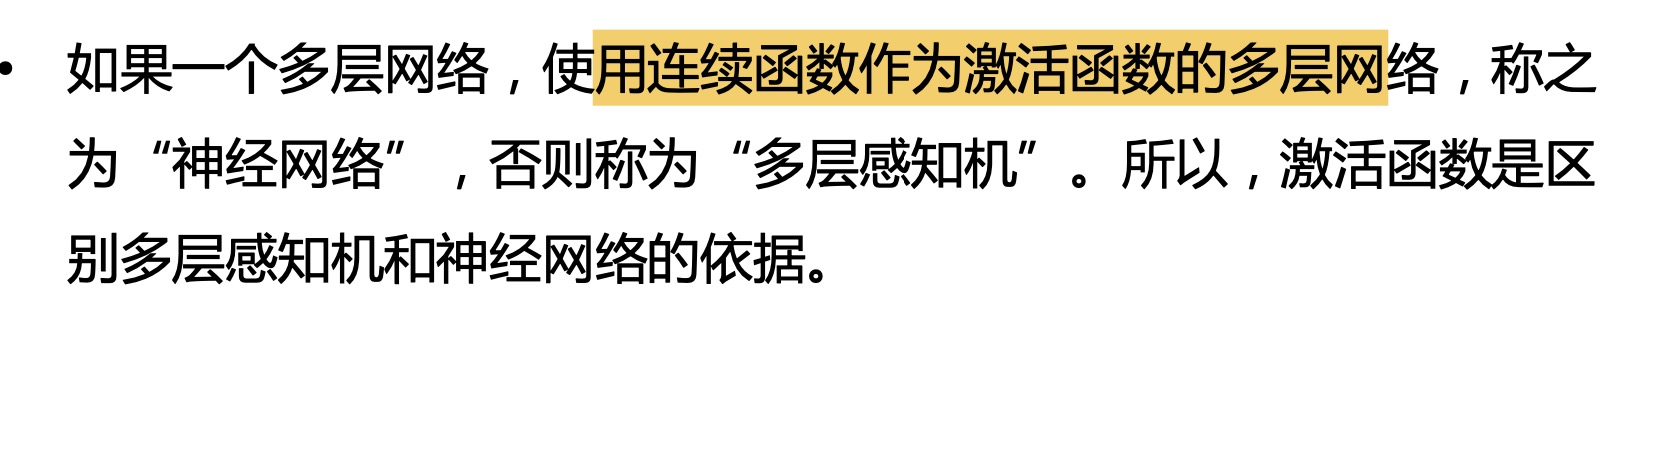 • 如果一个多层网络，使用连续函数作为激活函数的多层网络，称之
为“神经网络”，否则称为“多层感知机”。所以，激活函数是区
别多层感知机和神经网络的依据。